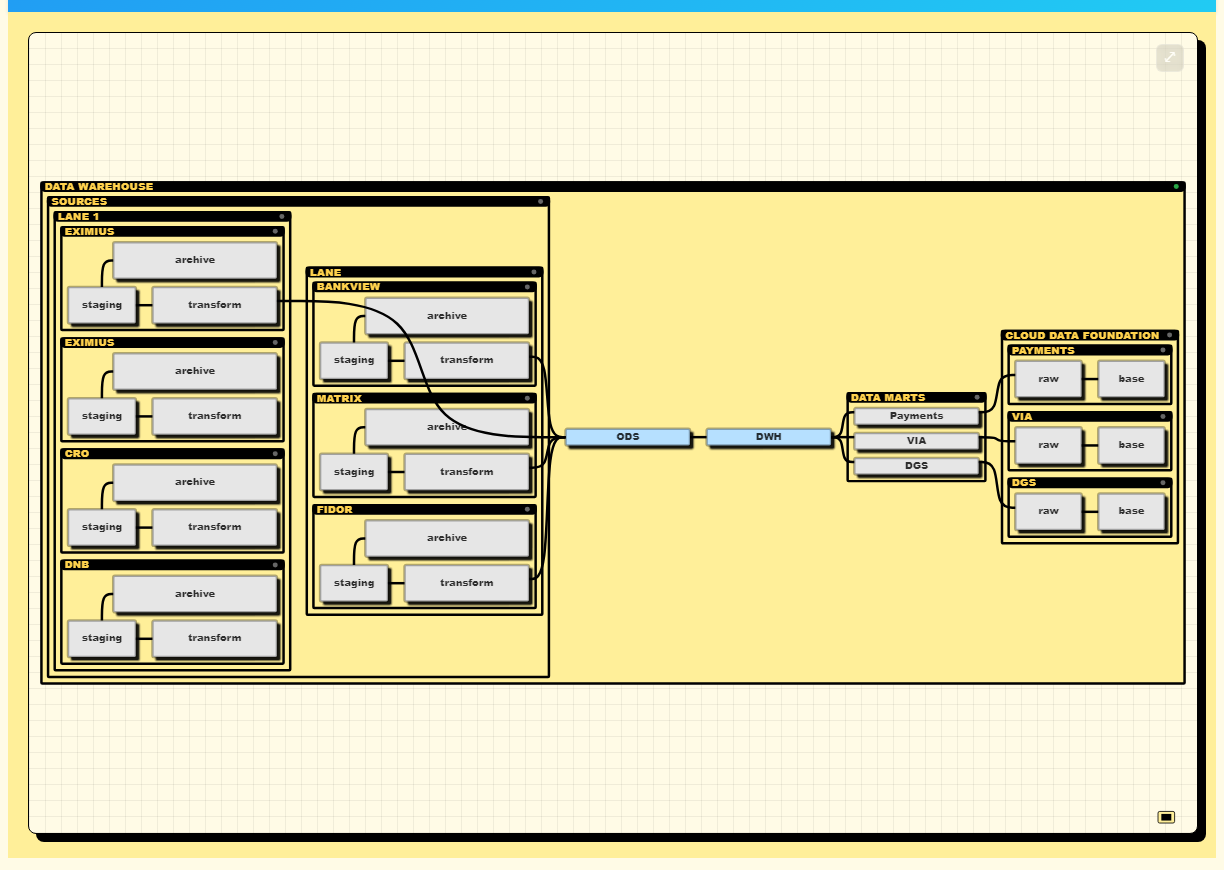 DATA WAREHOUSE
SOURCES
LANE 1
EXIMIUS
archive
staging
transform
EXIMIUS
archive
staging
transform
CRO
archive
staging
transform
DNB
archive
staging
transform
LANE
BANKVIEW
archive
staging
transform
MATRIX
archive
staging
transform
FIDOR
archive
staging
transform
ODS
DWH
DATA MARTS
Payments
VIA
DGS
CLOUD DATA FOUNDATION
PAYMENTS
raw
base
VIA
raw
base
DGS
raw
base